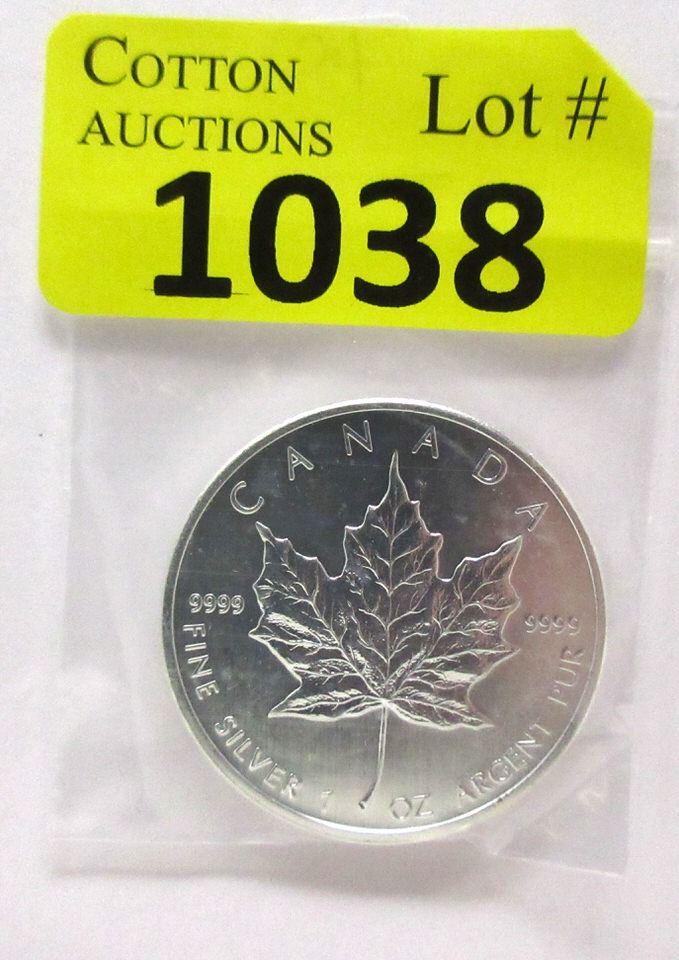 COTTON
AUCTIONS
Lot #
1038
CANADA
9999
9999
FINE SILVER 1 OZ ARGENT PUR